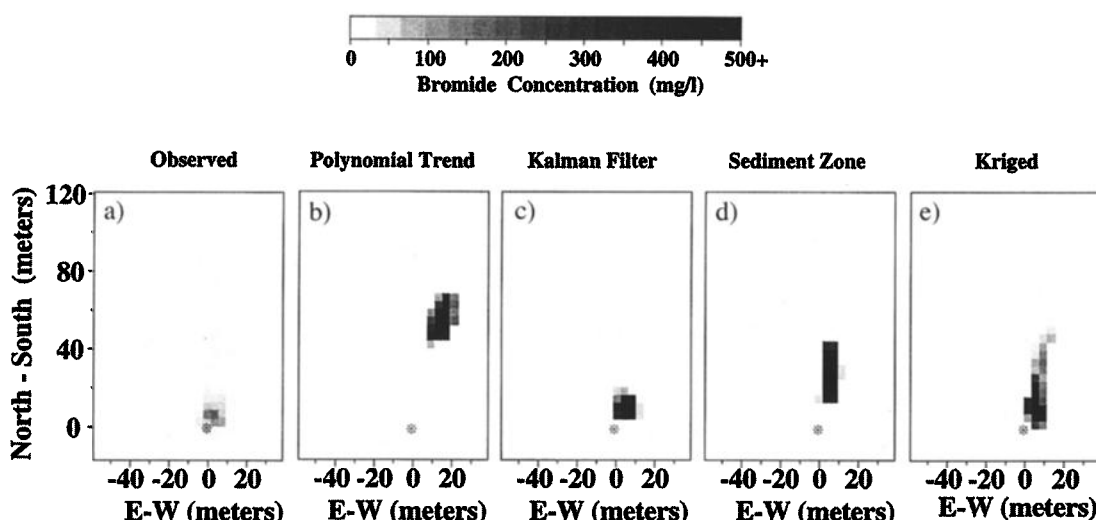 0 100 200 300 400 500+
Bromide Concentration (mg/l)
Observed Polynomial Trend Kalman Filter Sediment Zone Kriged
North - South (meters)
120
80
40
0
a) b) c) d) e)
-40 -20 0 20 -40 -20 0 20 -40 -20 0 20 -40 -20 0 20 -40 -20 0 20
E-W (meters) E-W (meters) E-W (meters) E-W (meters) E-W (meters)